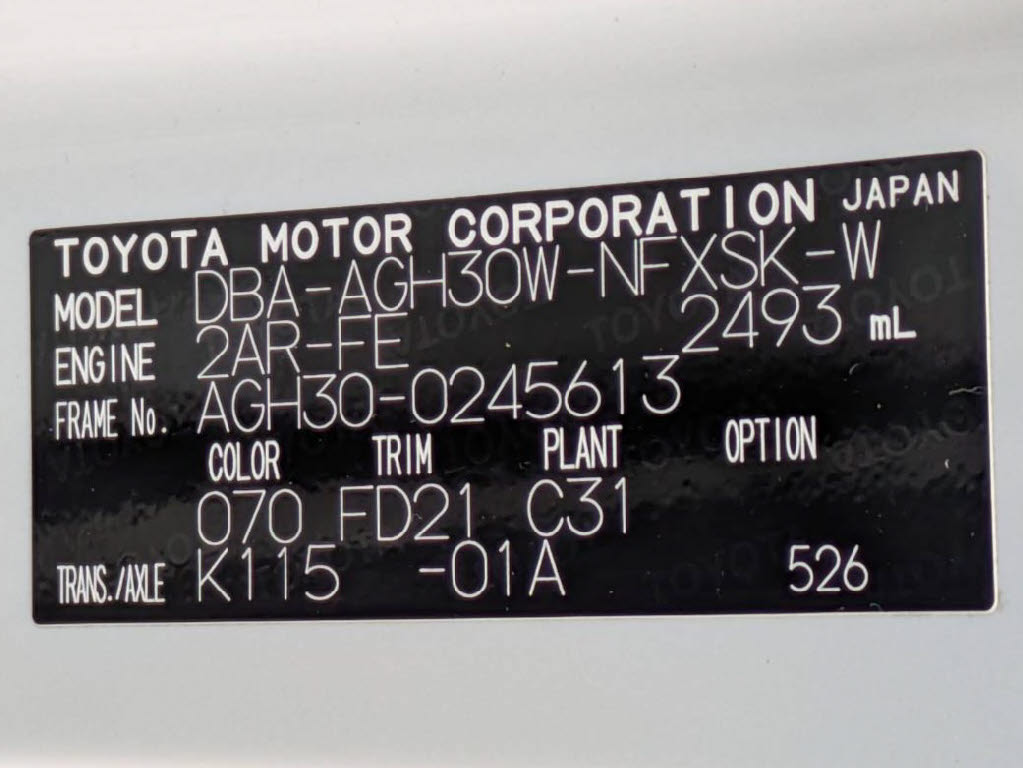 TOYOTA MOTOR CORPORATION JAPAN
MODEL DBA-AGH30W-NFXSK-W
ENGINE 2AR-FE 2493 mL
FRAME No. AGH30-0245613
COLOR TRIM PLANT OPTION
070 FD21 C31
TRANS./AXLE K115 -01A 526